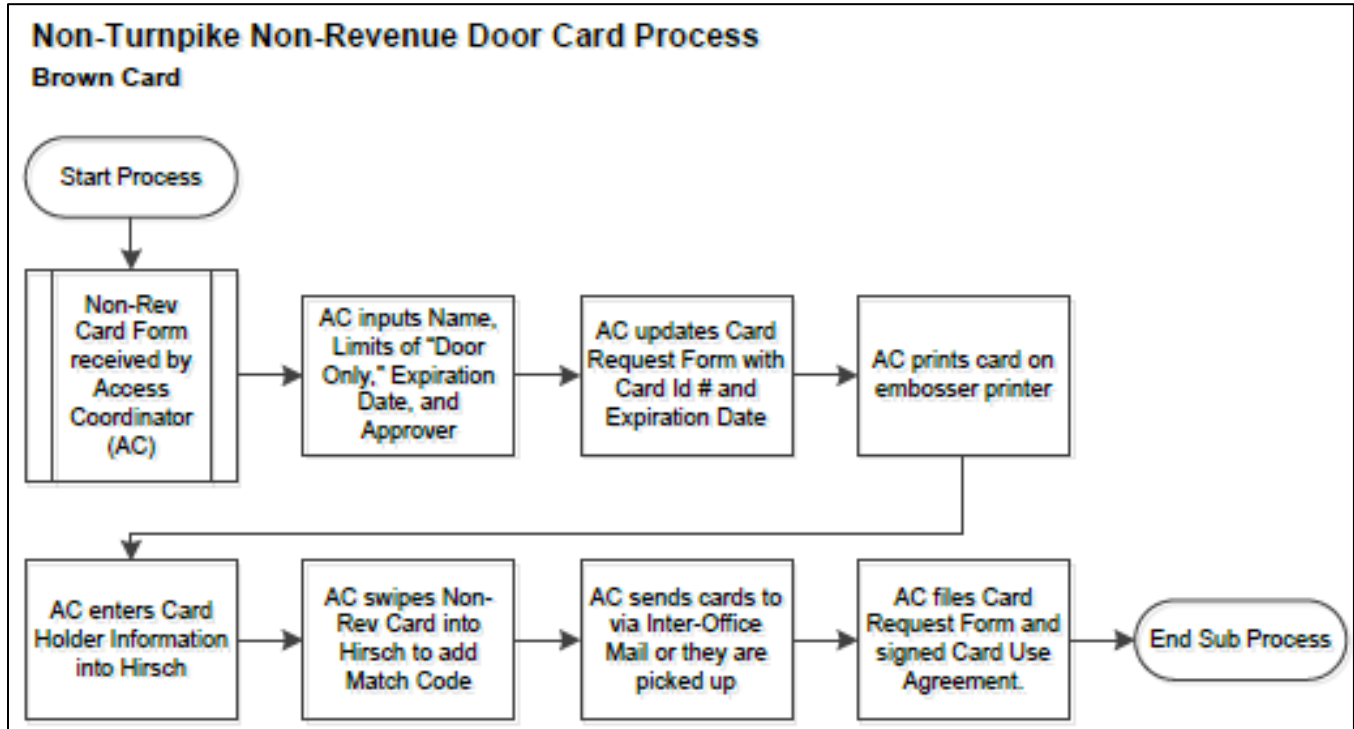 Non-Turnpike Non-Revenue Door Card Process
Brown Card
Start Process
Non-Rev
Card Form
received by
Access
Coordinator
(AC)
AC inputs Name,
Limits of "Door
Only," Expiration
Date, and
Approver
AC updates Card
Request Form with
Card Id # and
Expiration Date
AC prints card on
embosser printer
AC enters Card
Holder Information
into Hirsch
AC swipes Non-
Rev Card into
Hirsch to add
Match Code
AC sends cards to
via Inter-Office
Mail or they are
picked up
AC files Card
Request Form and
signed Card Use
Agreement.
End Sub Process